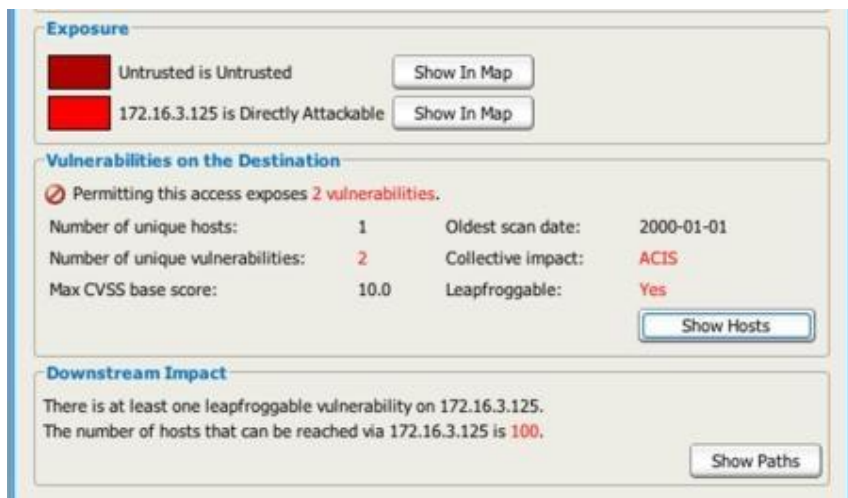 Exposure
Untrusted is Untrusted Show In Map
172.16.3.125 is Directly Attackable Show In Map
Vulnerabilities on the Destination
Permitting this access exposes 2 vulnerabilities.
Number of unique hosts: 1 Oldest scan date: 2000-01-01
Number of unique vulnerabilities: 2 Collective impact: ACIS
Max CVSS base score: 10.0 Leapfroggable: Yes
Show Hosts
Downstream Impact
There is at least one leapfroggable vulnerability on 172.16.3.125.
The number of hosts that can be reached via 172.16.3.125 is 100.
Show Paths